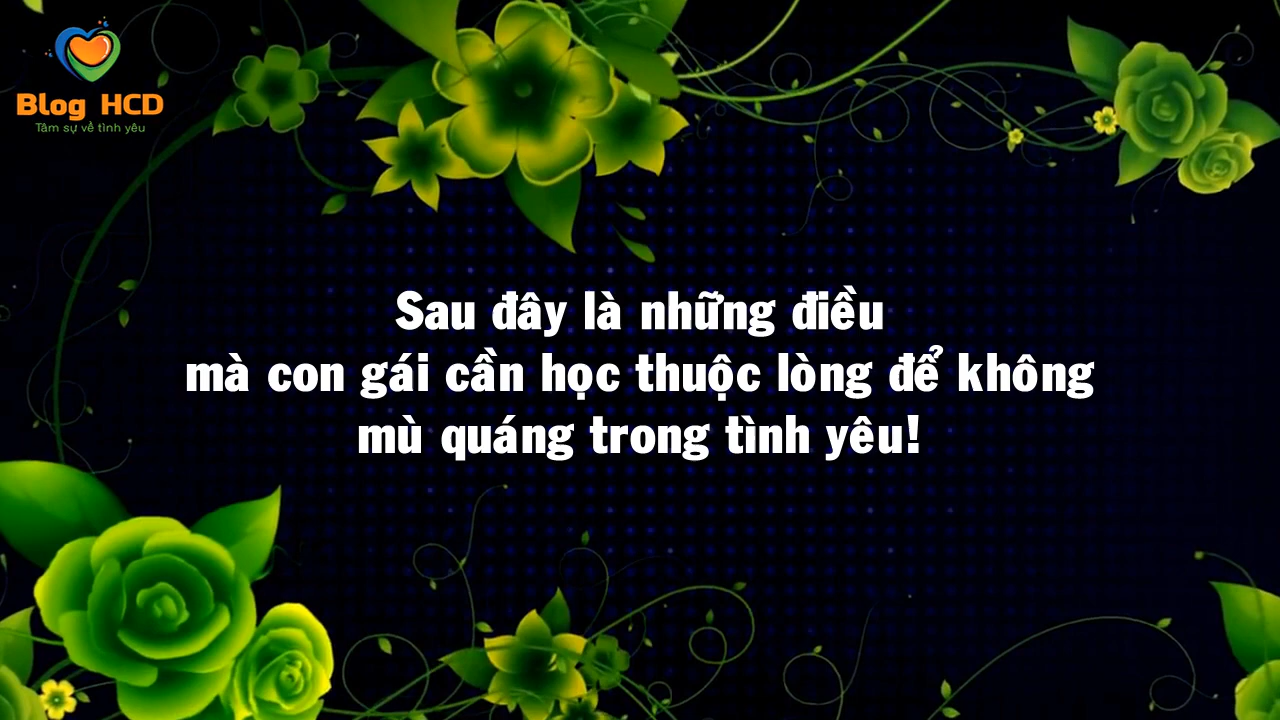 Blog HCD
Tâm sự về tình yêu
Sau đây là những điều
mà con gái cần học thuộc lòng để không
mù quáng trong tình yêu!